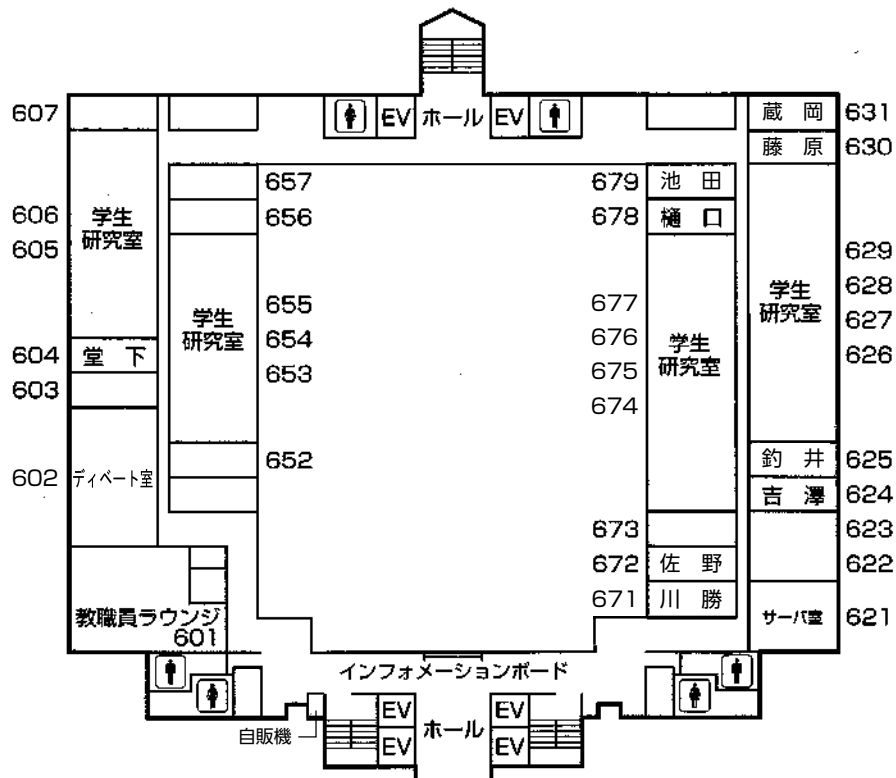 607
EV ホール EV
蔵 岡 631
藤 原 630
657
679 池 田
656
678 樋 口
606
605
学生
研究室
629
628
627
626
学生
研究室
655
654
653
学生
研究室
677
676
675
674
学生
研究室
604 堂 下
603
602 ディベート室
652
釣 井 625
吉 澤 624
673
623
672 佐 野
622
671 川 勝
サーバ室 621
教職員ラウンジ
601
インフォメーションボード
自販機
EV
EV
ホール
EV
EV